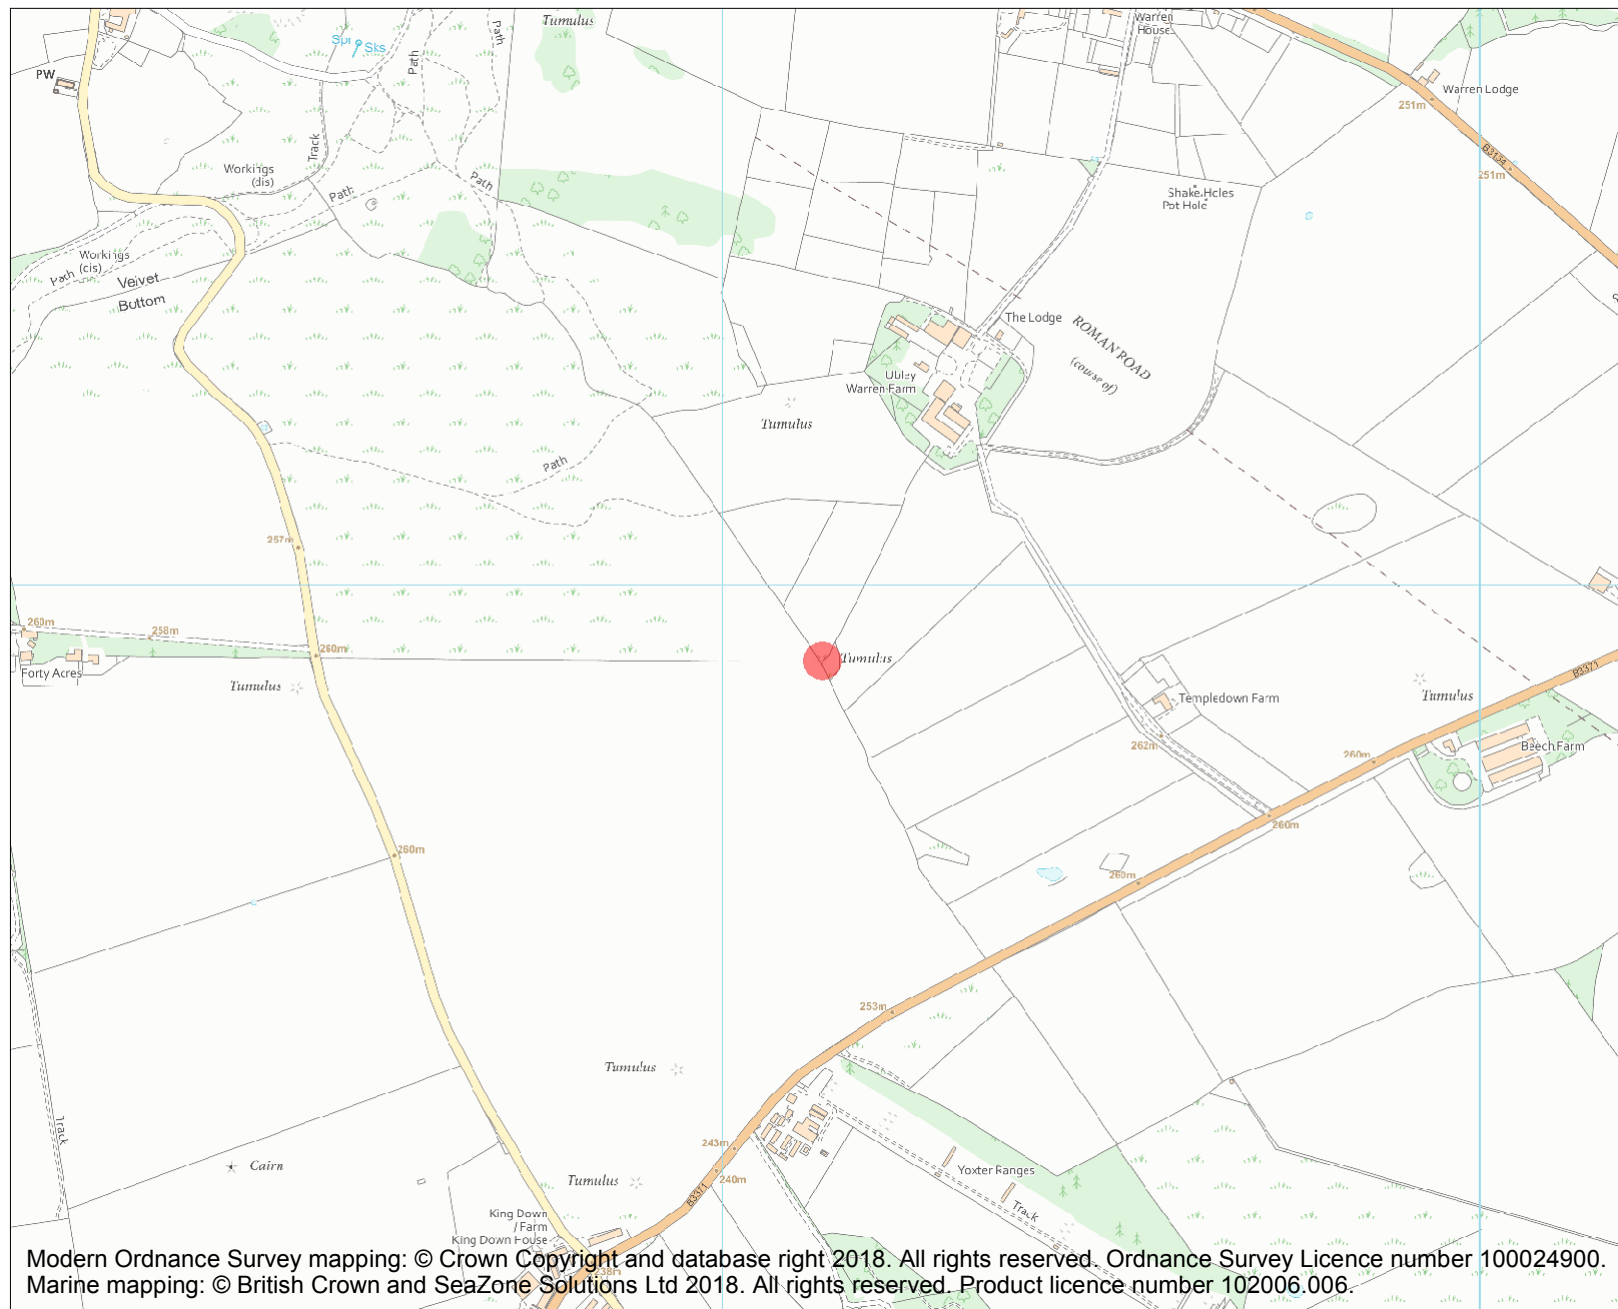 Tumulus
Warren
House
Path
Path
Spr
Sks
PW
Warren Lodge
251m
B3134
251m
Track
Workings
(dis)
Path
Path
Shake Holes
Pot Hole
Workings
(dis)
Path
Velvet
Bottom
The Lodge
ROMAN ROAD
(course of)
Ubley
Warren Farm
Tumulus
Path
257m
260m
258m
260m
Forty Acres
Tumulus
Tumulus
Templedown Farm
B3371
Tumulus
262m
260m
Beech Farm
260m
260m
260m
253m
Tumulus
Track
243m
240m
Cairn
Tumulus
B3371
Yoxter Ranges
Track
King Down
Farm
King Down House
238m
Modern Ordnance Survey mapping: © Crown Copyright and database right 2018. All rights reserved. Ordnance Survey Licence number 100024900.
Marine mapping: © British Crown and SeaZone Solutions Ltd 2018. All rights reserved. Product licence number 102006.006.